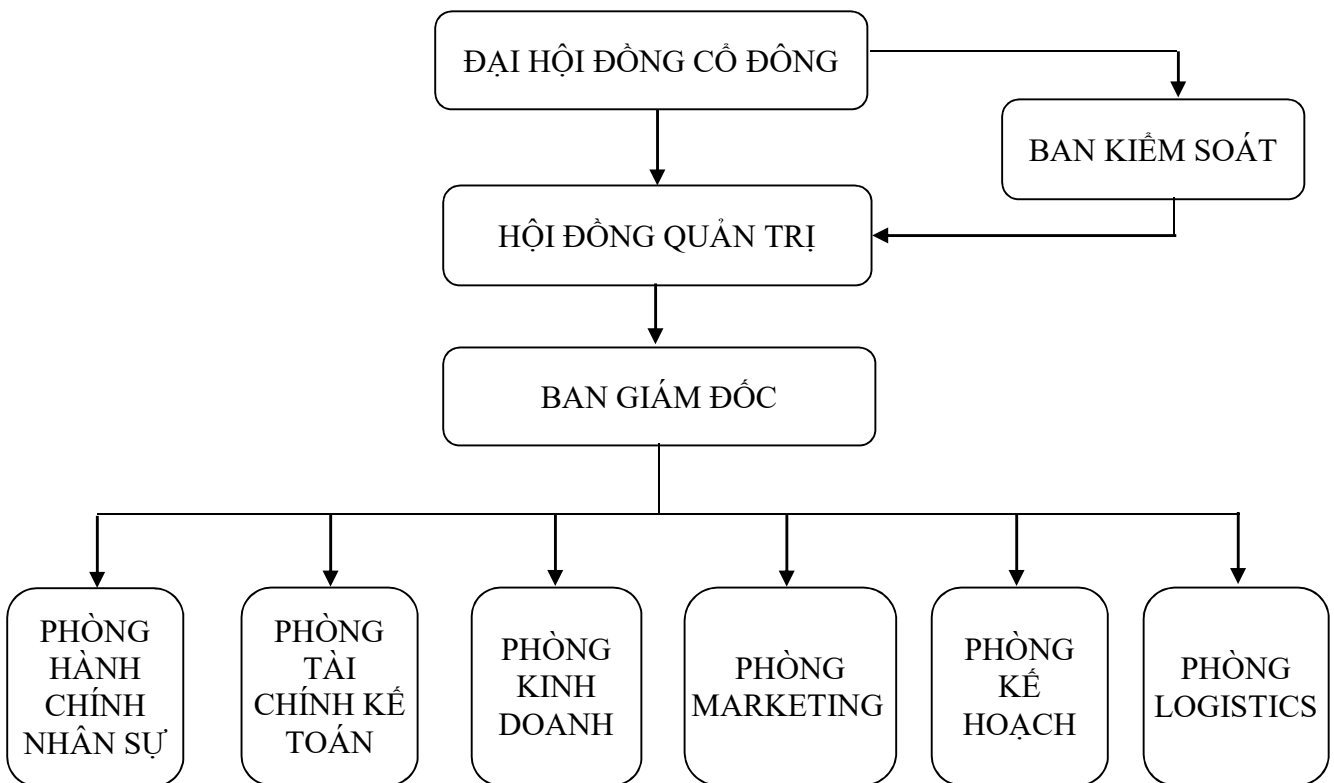 ĐẠI HỘI ĐỒNG CỔ ĐÔNG
BAN KIỂM SOÁT
HỘI ĐỒNG QUẢN TRỊ
BAN GIÁM ĐỐC
PHÒNG
HÀNH
CHÍNH
NHÂN SỰ
PHÒNG
TÀI
CHÍNH KẾ
TOÁN
PHÒNG
KINH
DOANH
PHÒNG
MARKETING
PHÒNG
KẾ
HOẠCH
PHÒNG
LOGISTICS